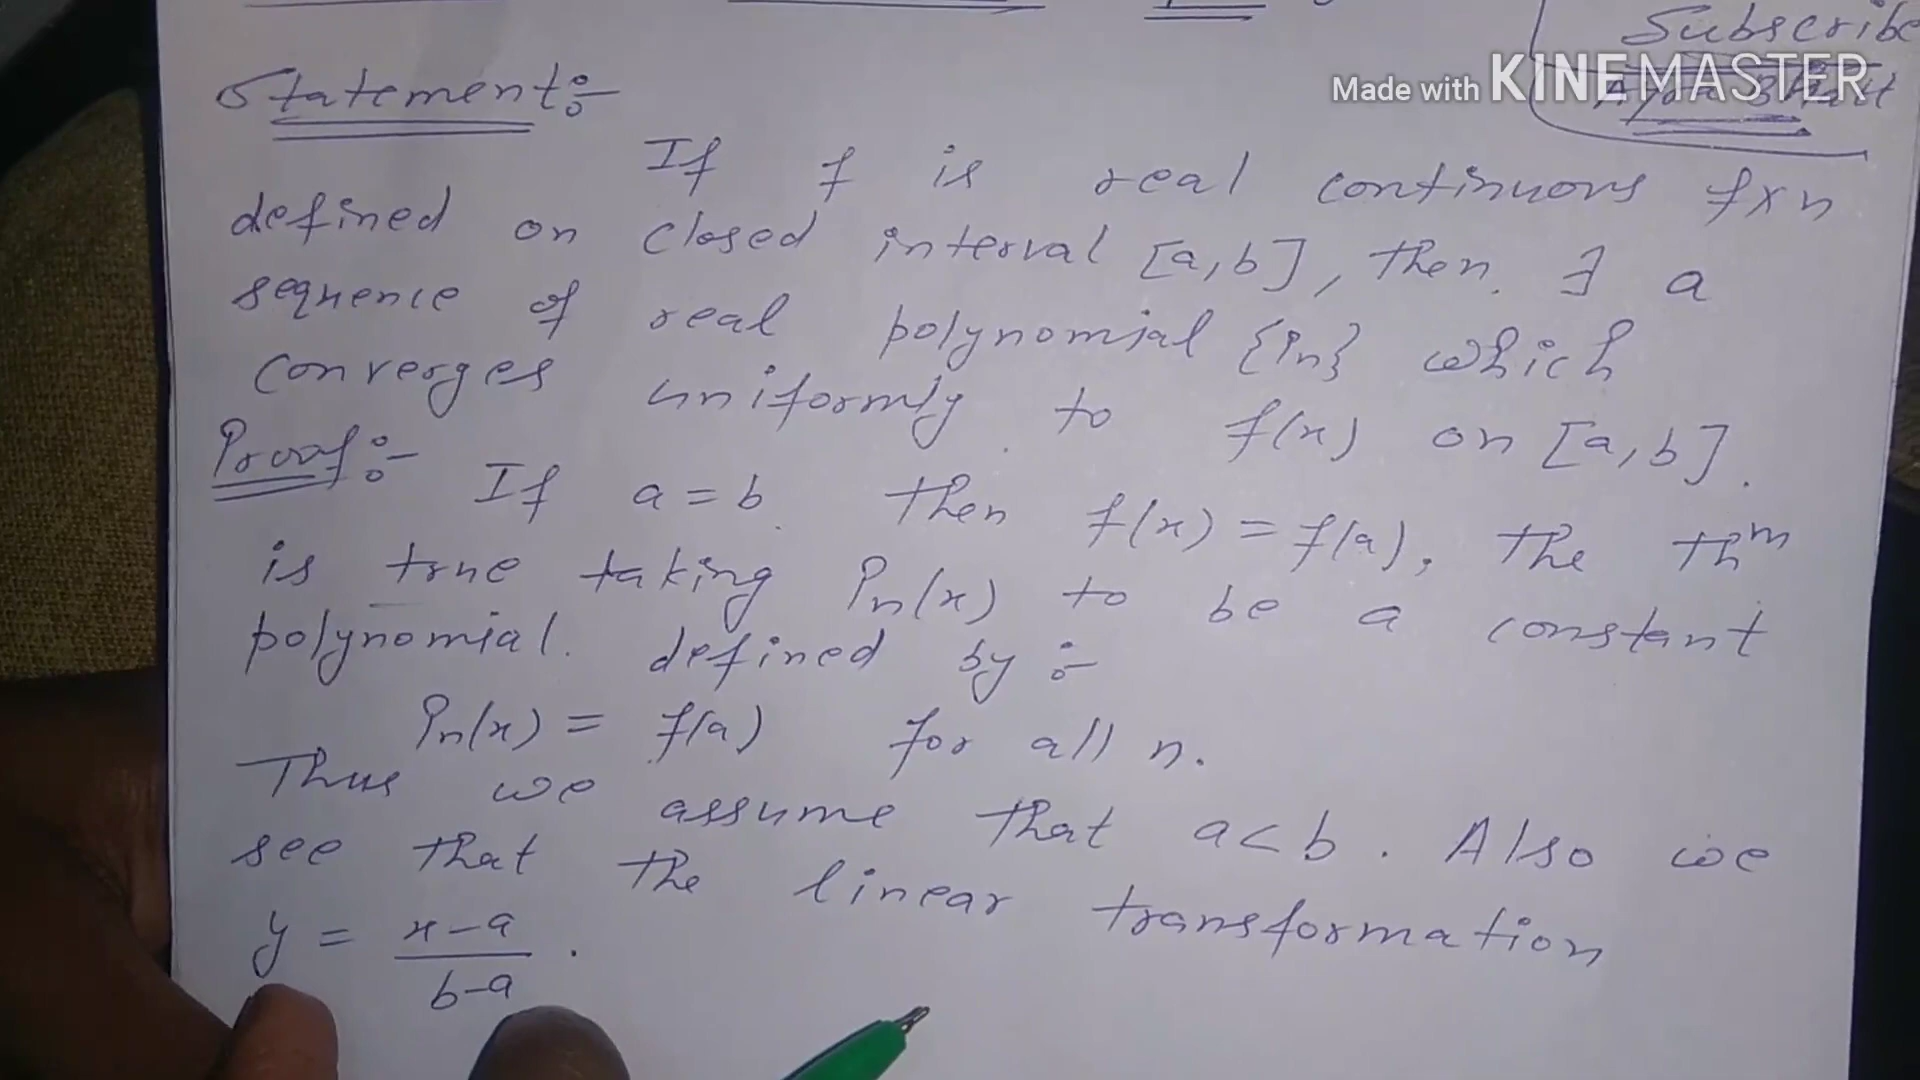 Subscribe
Made with KINEMASTER
Statement:-
If f is real continuous fxn
defined on closed interval [a,b], then ∃ a
sequence of real polynomial {Pn} which
converges uniformly to f(x) on [a,b].
Proof:- If a = b then f(x) = f(a), the thm
is true taking Pn(x) to be a constant
polynomial. defined by :-
Pn(x) = f(a) for all n.
Thus we assume that a<b. Also we
see that the linear transformation
y = x-a / b-a .